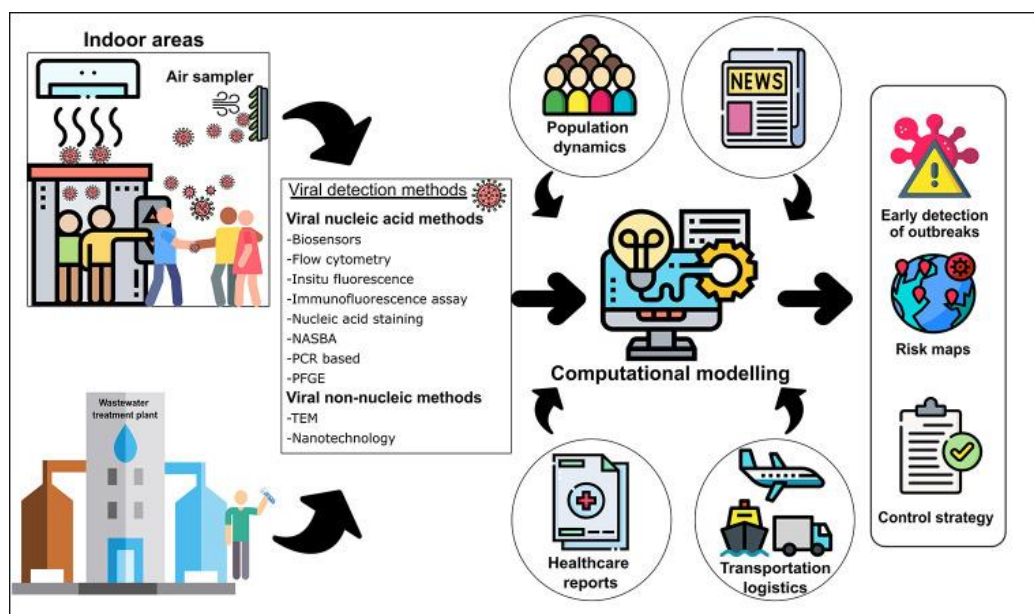 Indoor areas
Air sampler
Wastewater
treatment plant
Viral detection methods
Viral nucleic acid methods
-Biosensors
-Flow cytometry
-Insitu fluorescence
-Immunofluorescence assay
-Nucleic acid staining
-NASBA
-PCR based
-PFGE
Viral non-nucleic methods
-TEM
-Nanotechnology
Population
dynamics
NEWS
Computational modelling
Healthcare
reports
Transportation
logistics
Early detection
of outbreaks
Risk maps
Control strategy